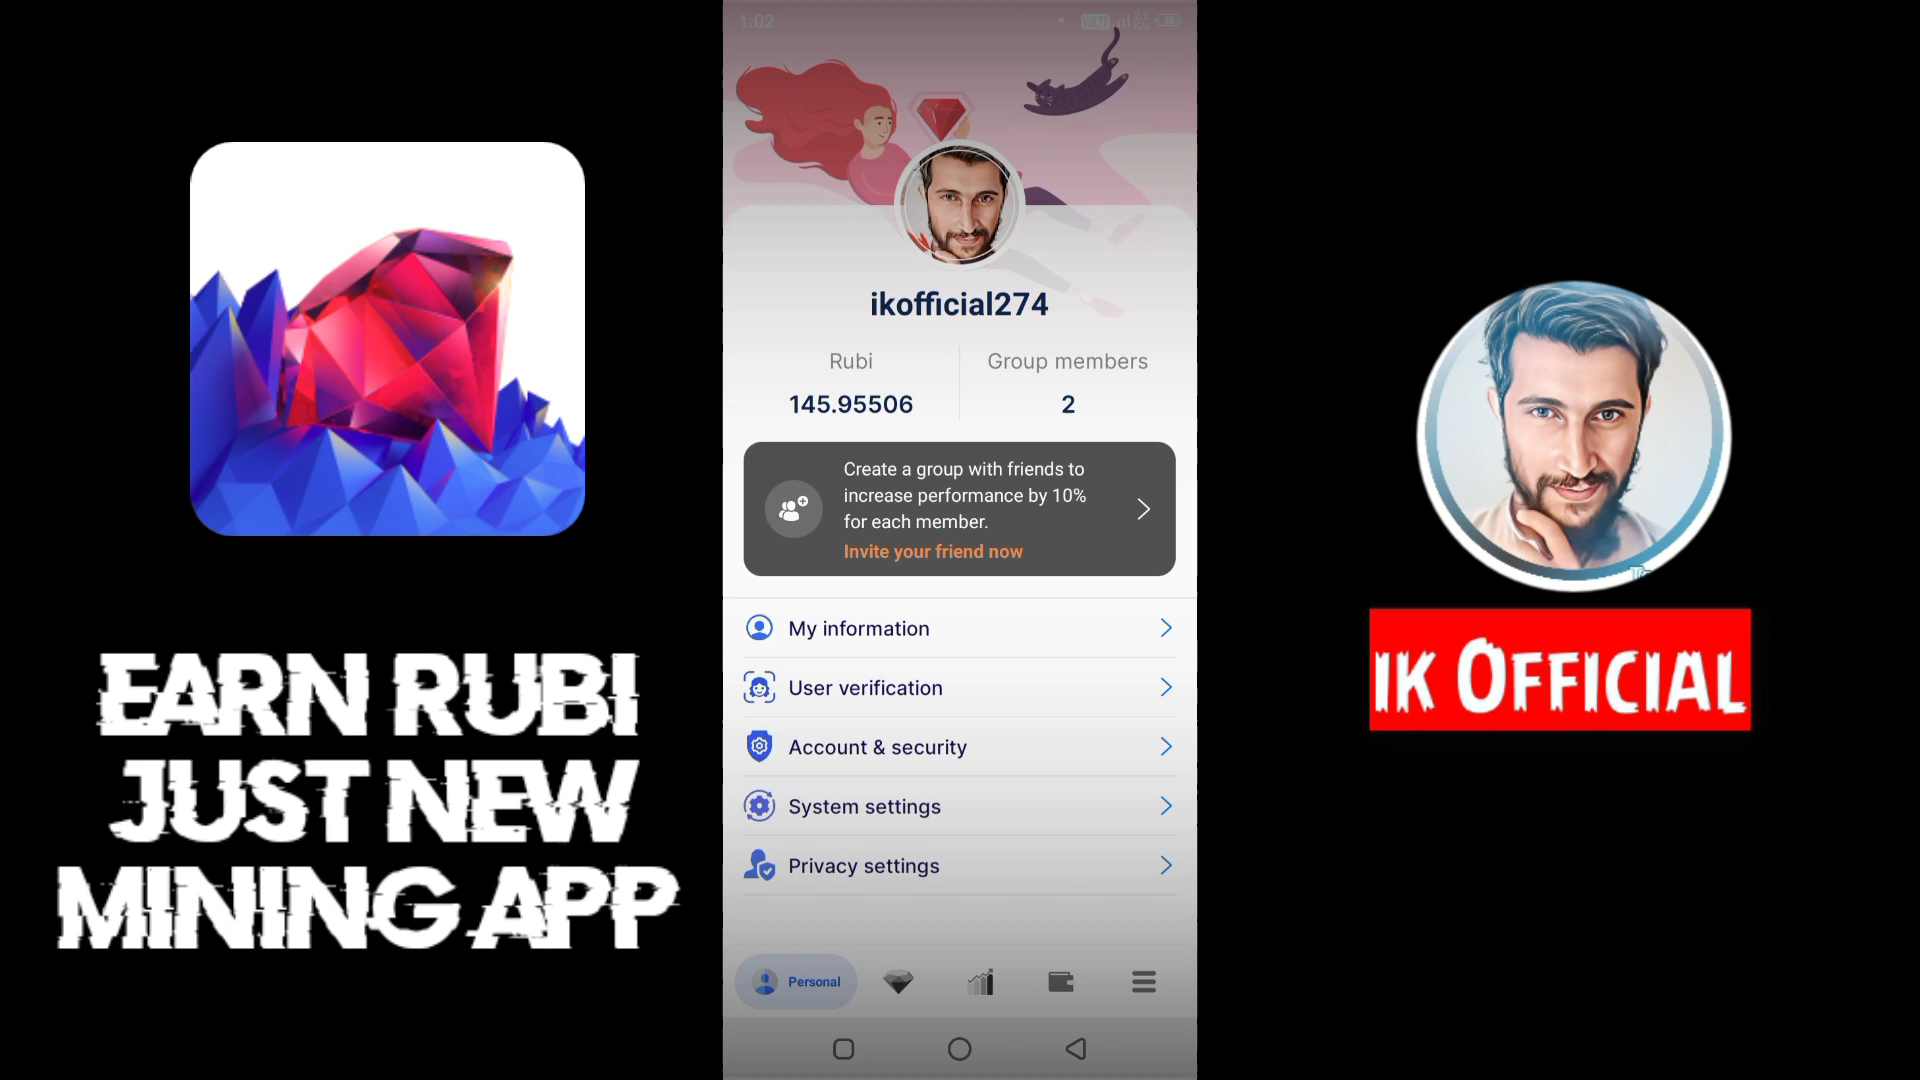 EARN RUBI
JUST NEW
MINING APP
1:02
ikofficial274
Rubi
Group members
145.95506
2
Create a group with friends to
increase performance by 10%
for each member.
Invite your friend now
My information
User verification
Account & security
System settings
Privacy settings
Personal
IK OFFICIAL